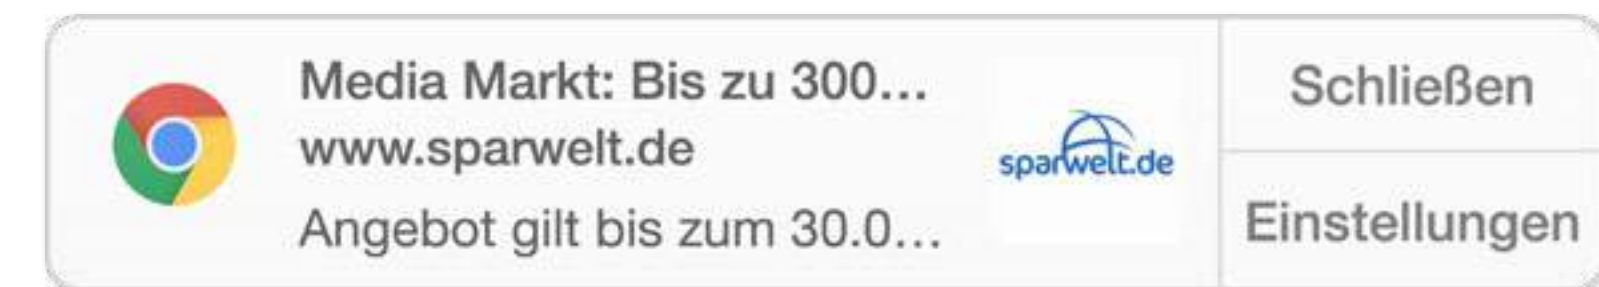 Media Markt: Bis zu 300...
www.sparwelt.de
Angebot gilt bis zum 30.0...
sparwelt.de
Schließen
Einstellungen